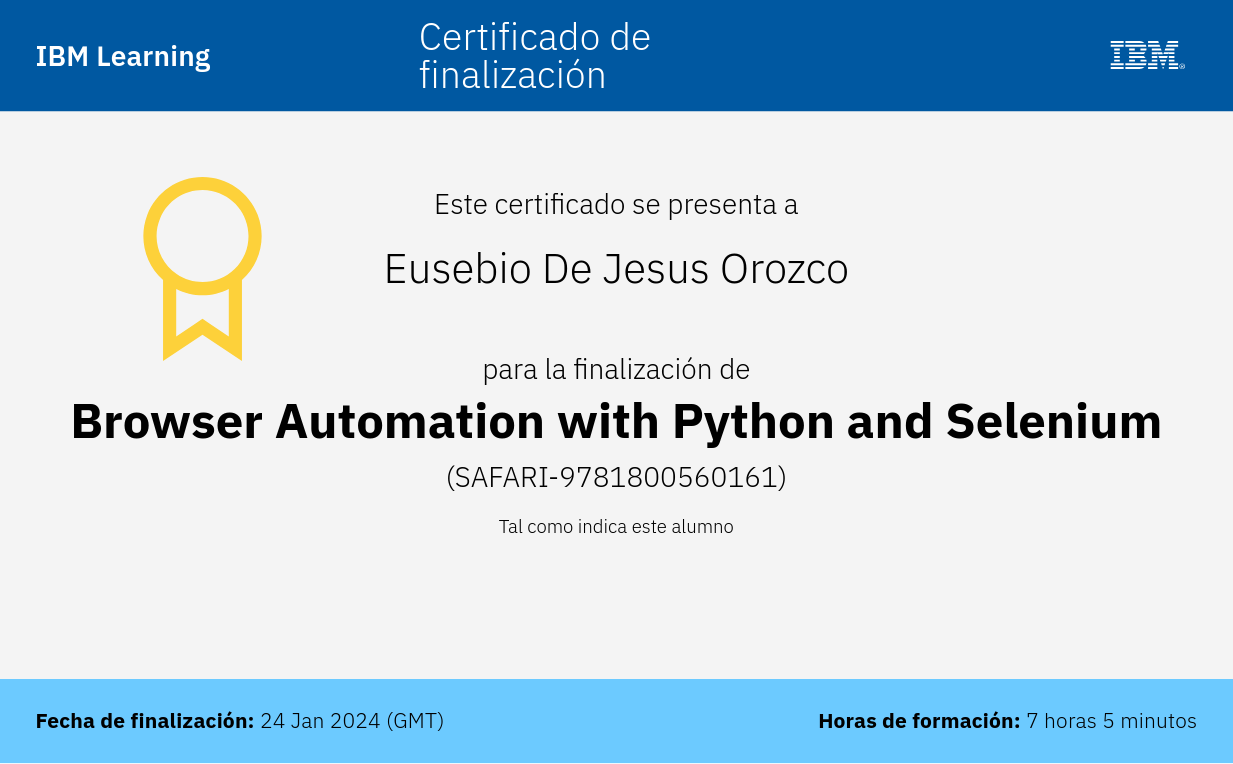 IBM Learning
Certificado de
finalización
IBM®
Este certificado se presenta a
Eusebio De Jesus Orozco
para la finalización de
Browser Automation with Python and Selenium
(SAFARI-9781800560161)
Tal como indica este alumno
Fecha de finalización: 24 Jan 2024 (GMT)
Horas de formación: 7 horas 5 minutos